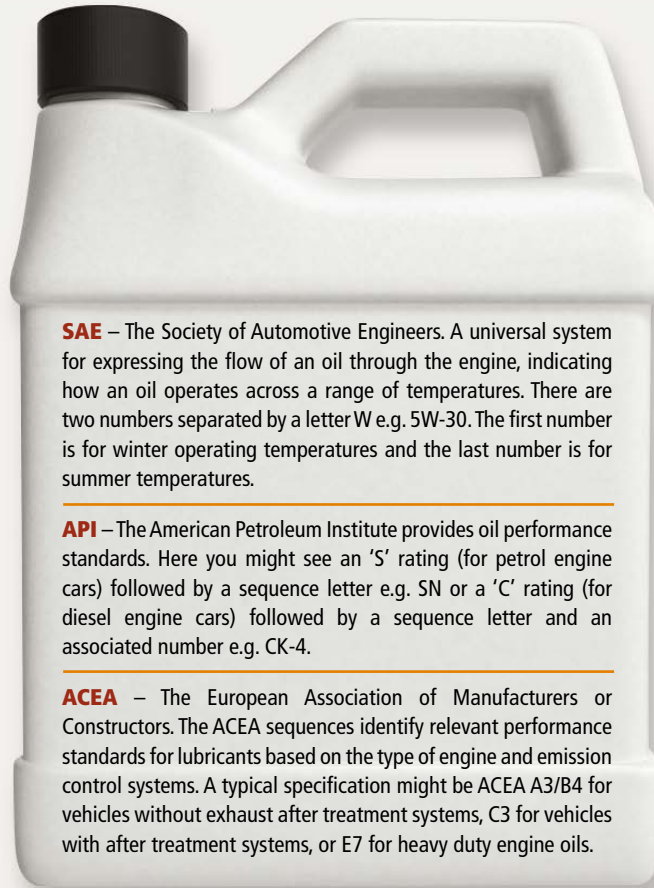 SAE – The Society of Automotive Engineers. A universal system
for expressing the flow of an oil through the engine, indicating
how an oil operates across a range of temperatures. There are
two numbers separated by a letter W e.g. 5W-30. The first number
is for winter operating temperatures and the last number is for
summer temperatures.
API – The American Petroleum Institute provides oil performance
standards. Here you might see an ‘S’ rating (for petrol engine
cars) followed by a sequence letter e.g. SN or a ‘C’ rating (for
diesel engine cars) followed by a sequence letter and an
associated number e.g. CK-4.
ACEA – The European Association of Manufacturers or
Constructors. The ACEA sequences identify relevant performance
standards for lubricants based on the type of engine and emission
control systems. A typical specification might be ACEA A3/B4 for
vehicles without exhaust after treatment systems, C3 for vehicles
with after treatment systems, or E7 for heavy duty engine oils.